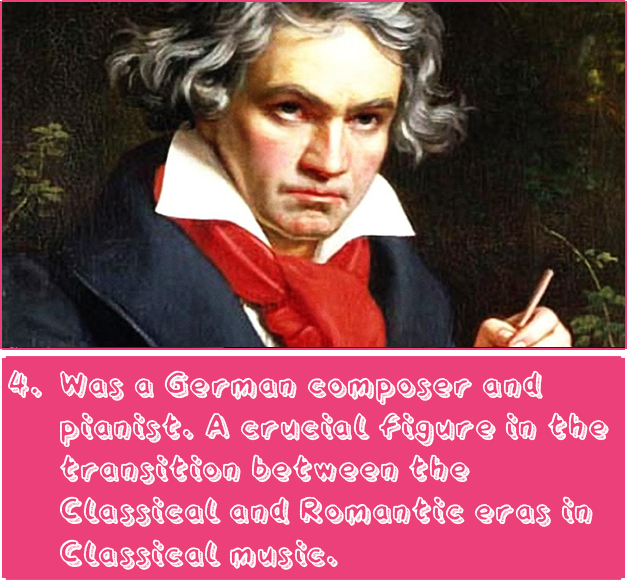 4. Was a German composer and
pianist. A crucial figure in the
transition between the
Classical and Romantic eras in
Classical music.